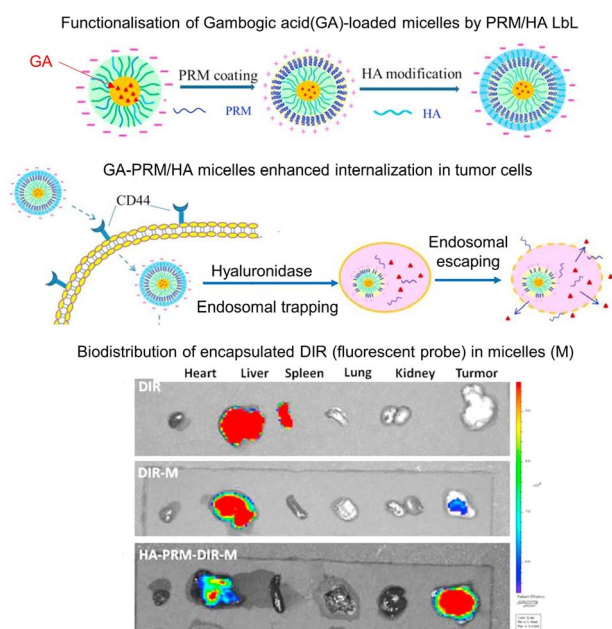 Functionalisation of Gambogic acid(GA)-loaded micelles by PRM/HA LbL
GA
PRM coating
HA modification
PRM
HA
GA-PRM/HA micelles enhanced internalization in tumor cells
CD44
Hyaluronidase
Endosomal trapping
Endosomal
escaping
Biodistribution of encapsulated DIR (fluorescent probe) in micelles (M)
Heart Liver Spleen Lung Kidney Turmor
DIR
DIR-M
HA-PRM-DIR-M